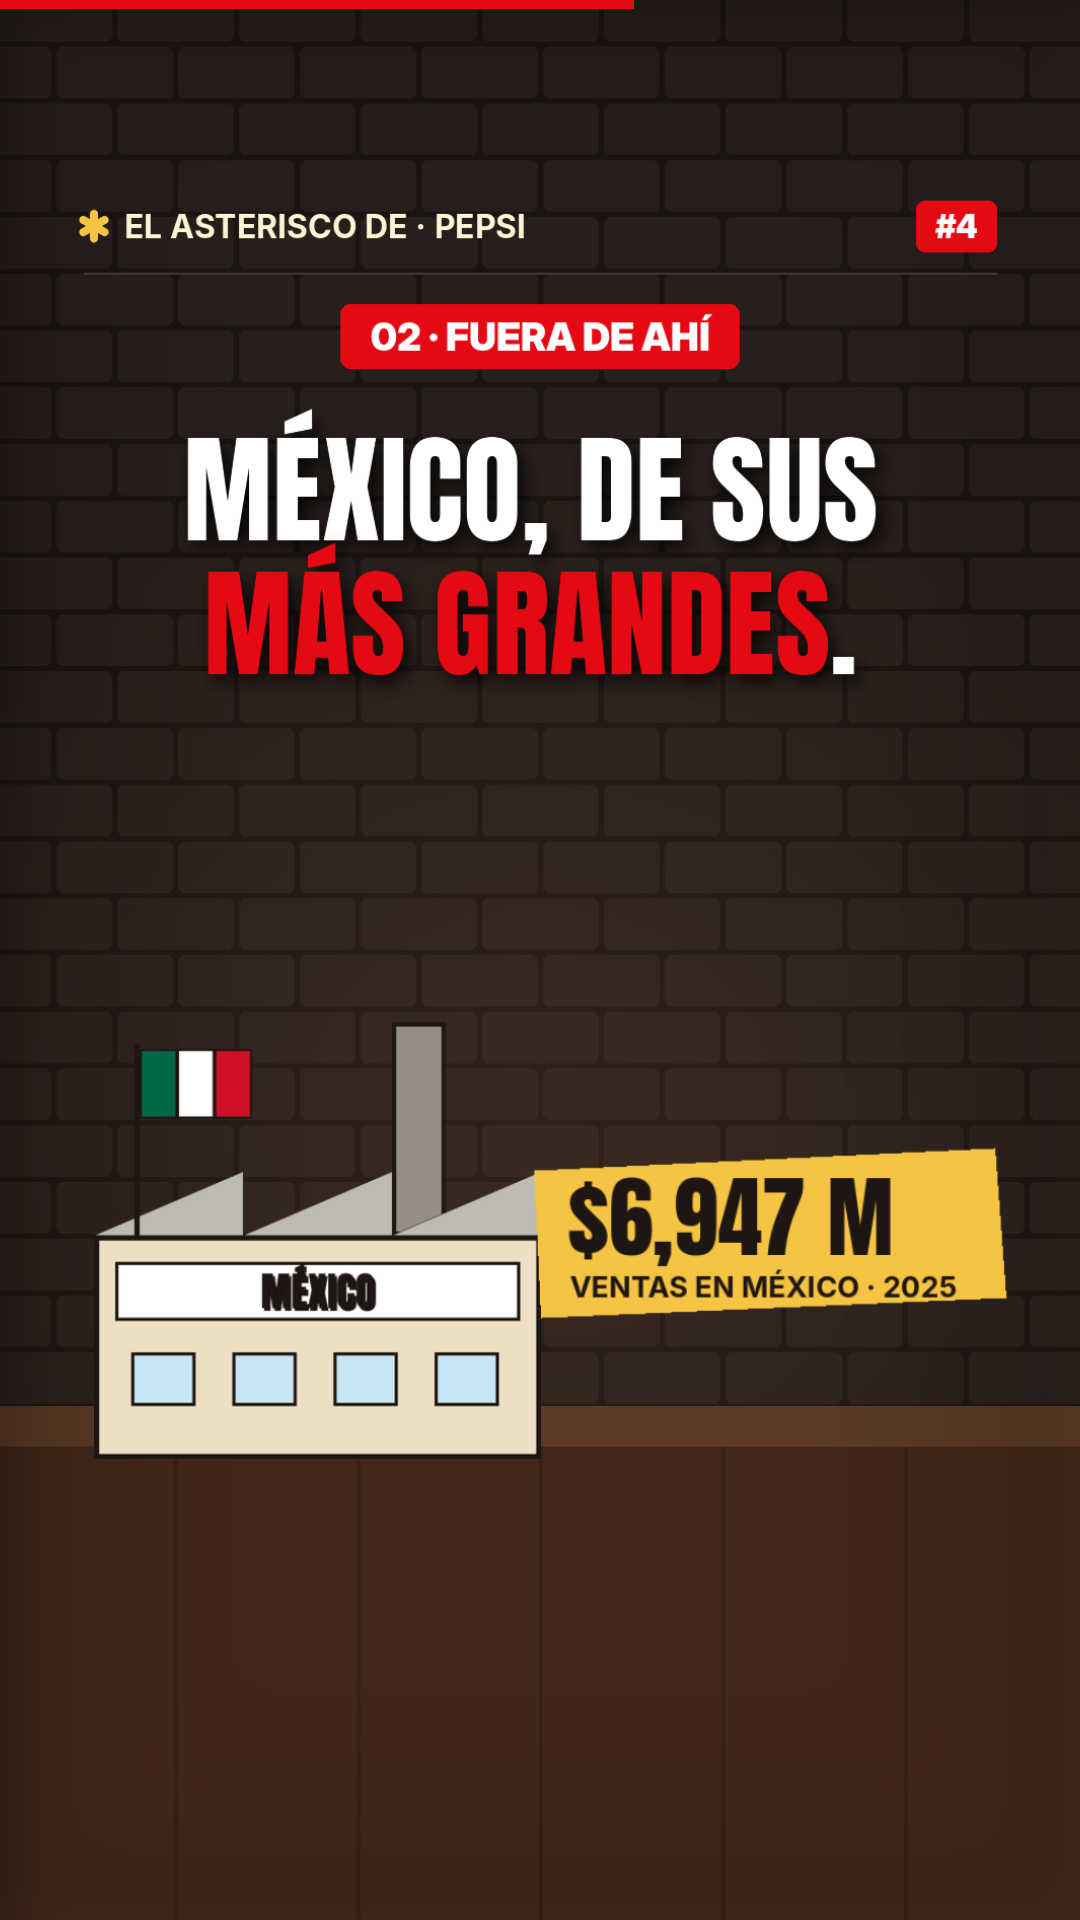 EL ASTERISCO DE · PEPSI
#4
02 · FUERA DE AHÍ
MÉXICO, DE SUS
MÁS GRANDES.
MÉXICO
$6,947 M
VENTAS EN MÉXICO · 2025